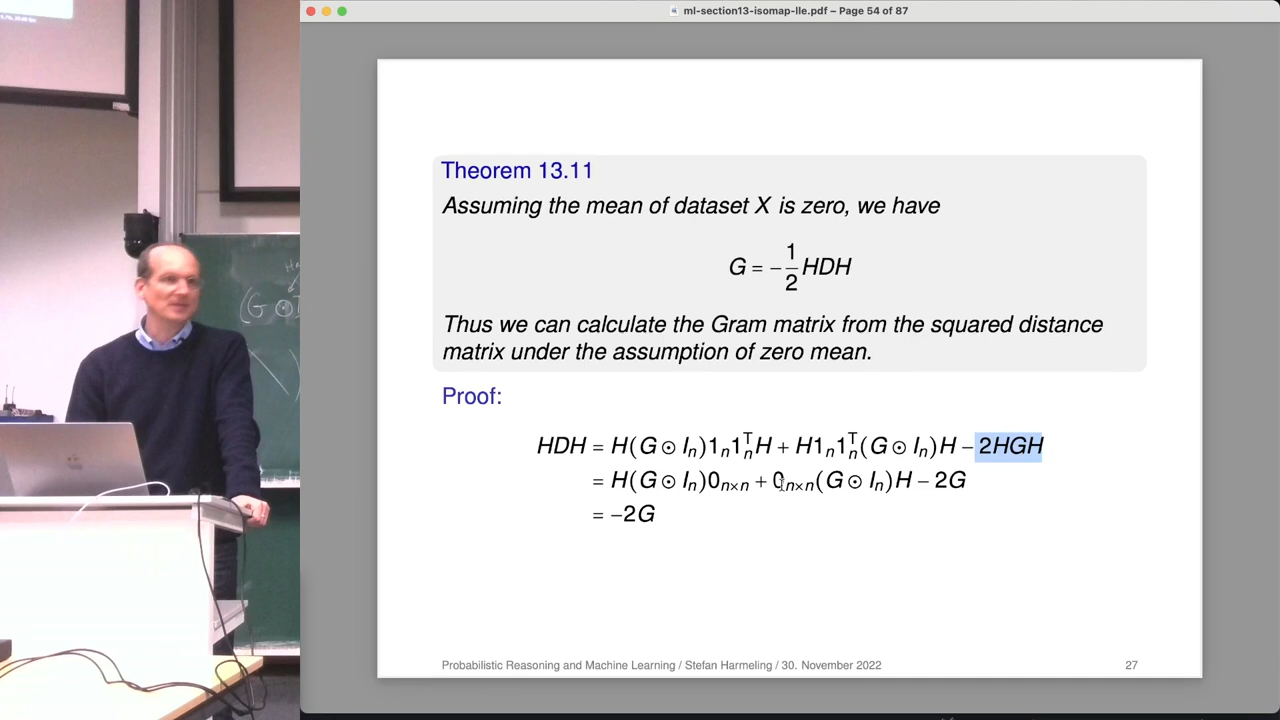 ml-section13-isomap-lle.pdf – Page 54 of 87
Theorem 13.11
Assuming the mean of dataset X is zero, we have
G = −\frac{1}{2}HDH
Thus we can calculate the Gram matrix from the squared distance
matrix under the assumption of zero mean.
Proof:
HDH = H(G ⊙ Iₙ)1ₙ1ₙᵀH + H1ₙ1ₙᵀ(G ⊙ Iₙ)H − 2HGH
= H(G ⊙ Iₙ)0ₙₓₙ + 0ₙₓₙ(G ⊙ Iₙ)H − 2G
= −2G
Probabilistic Reasoning and Machine Learning / Stefan Harmeling / 30. November 2022
27
(G ⊙